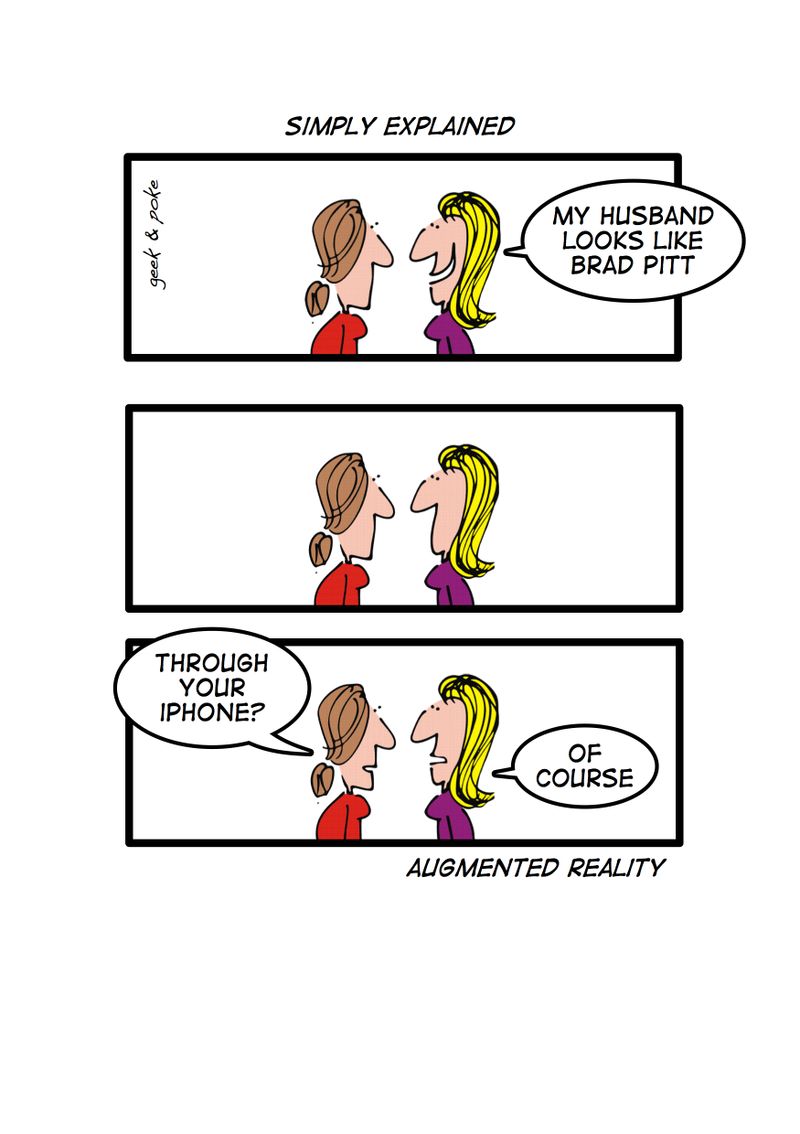 SIMPLY EXPLAINED
geek & poke
MY HUSBAND
LOOKS LIKE
BRAD PITT
THROUGH
YOUR
IPHONE?
OF
COURSE
AUGMENTED REALITY